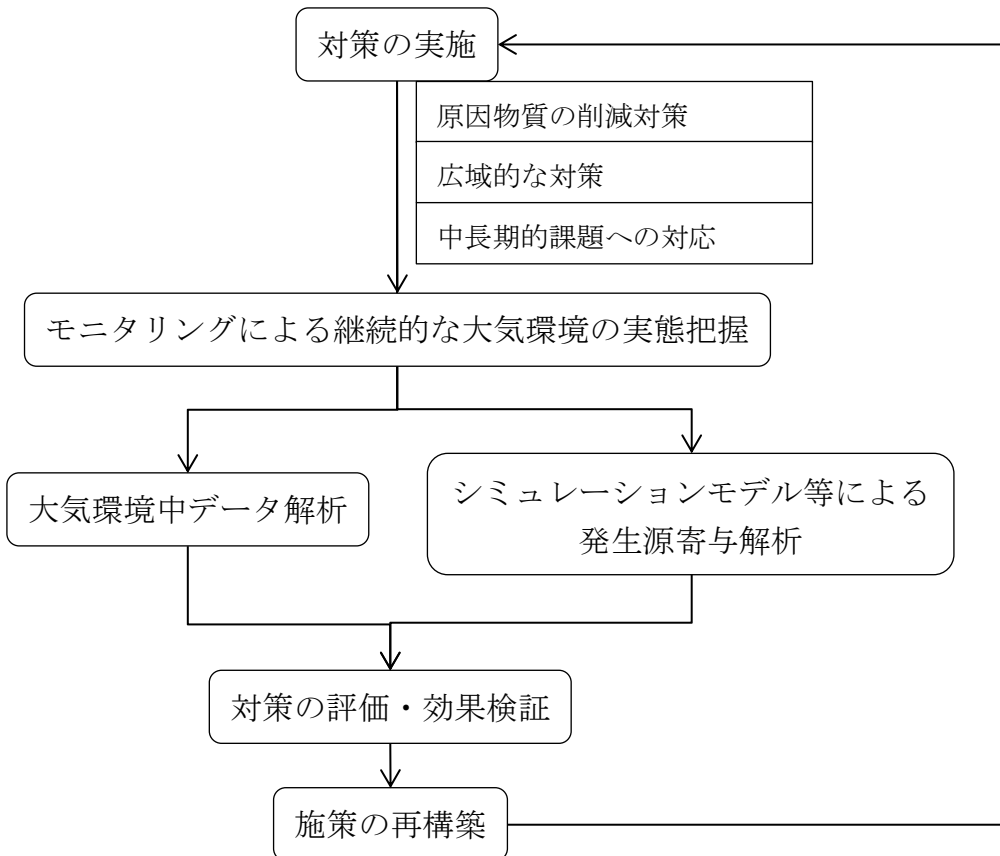 対策の実施
原因物質の削減対策
広域的な対策
中長期的課題への対応
モニタリングによる継続的な大気環境の実態把握
大気環境中データ解析
シミュレーションモデル等による
発生源寄与解析
対策の評価・効果検証
施策の再構築